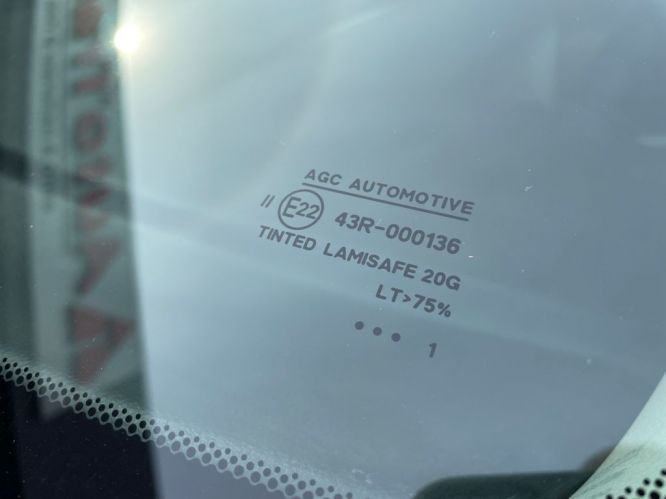 AGC AUTOMOTIVE
// E22 43R-000136
TINTED LAMISAFE 20G
LT>75%
••• 1